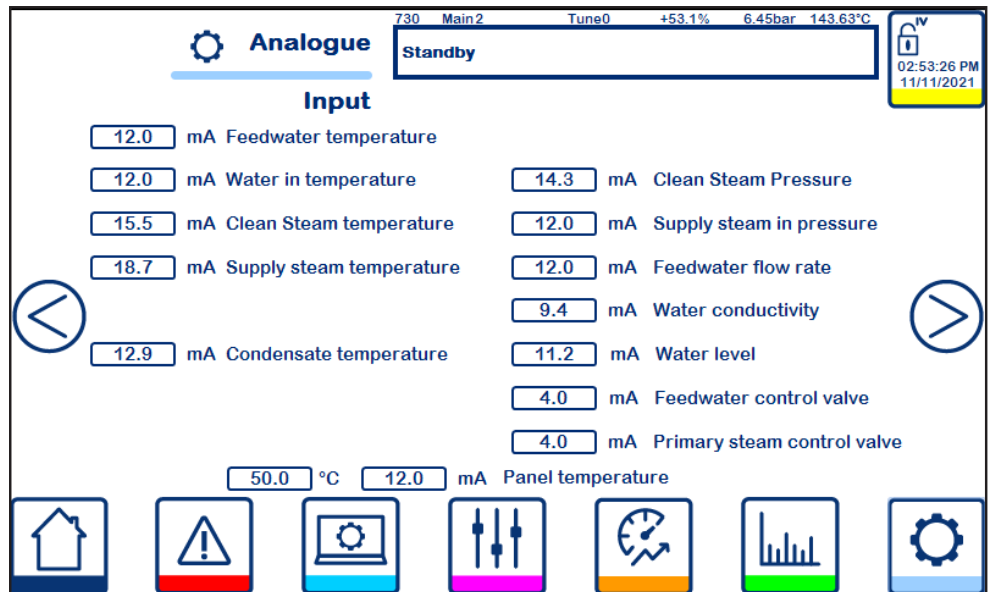 730 Main2 Tune0 +53.1% 6.45bar 143.63°C
Analogue
Standby
IV
02:53:26 PM
11/11/2021
Input
12.0 mA Feedwater temperature
12.0 mA Water in temperature
14.3 mA Clean Steam Pressure
15.5 mA Clean Steam temperature
12.0 mA Supply steam in pressure
18.7 mA Supply steam temperature
12.0 mA Feedwater flow rate
9.4 mA Water conductivity
12.9 mA Condensate temperature
11.2 mA Water level
4.0 mA Feedwater control valve
4.0 mA Primary steam control valve
50.0 °C 12.0 mA Panel temperature